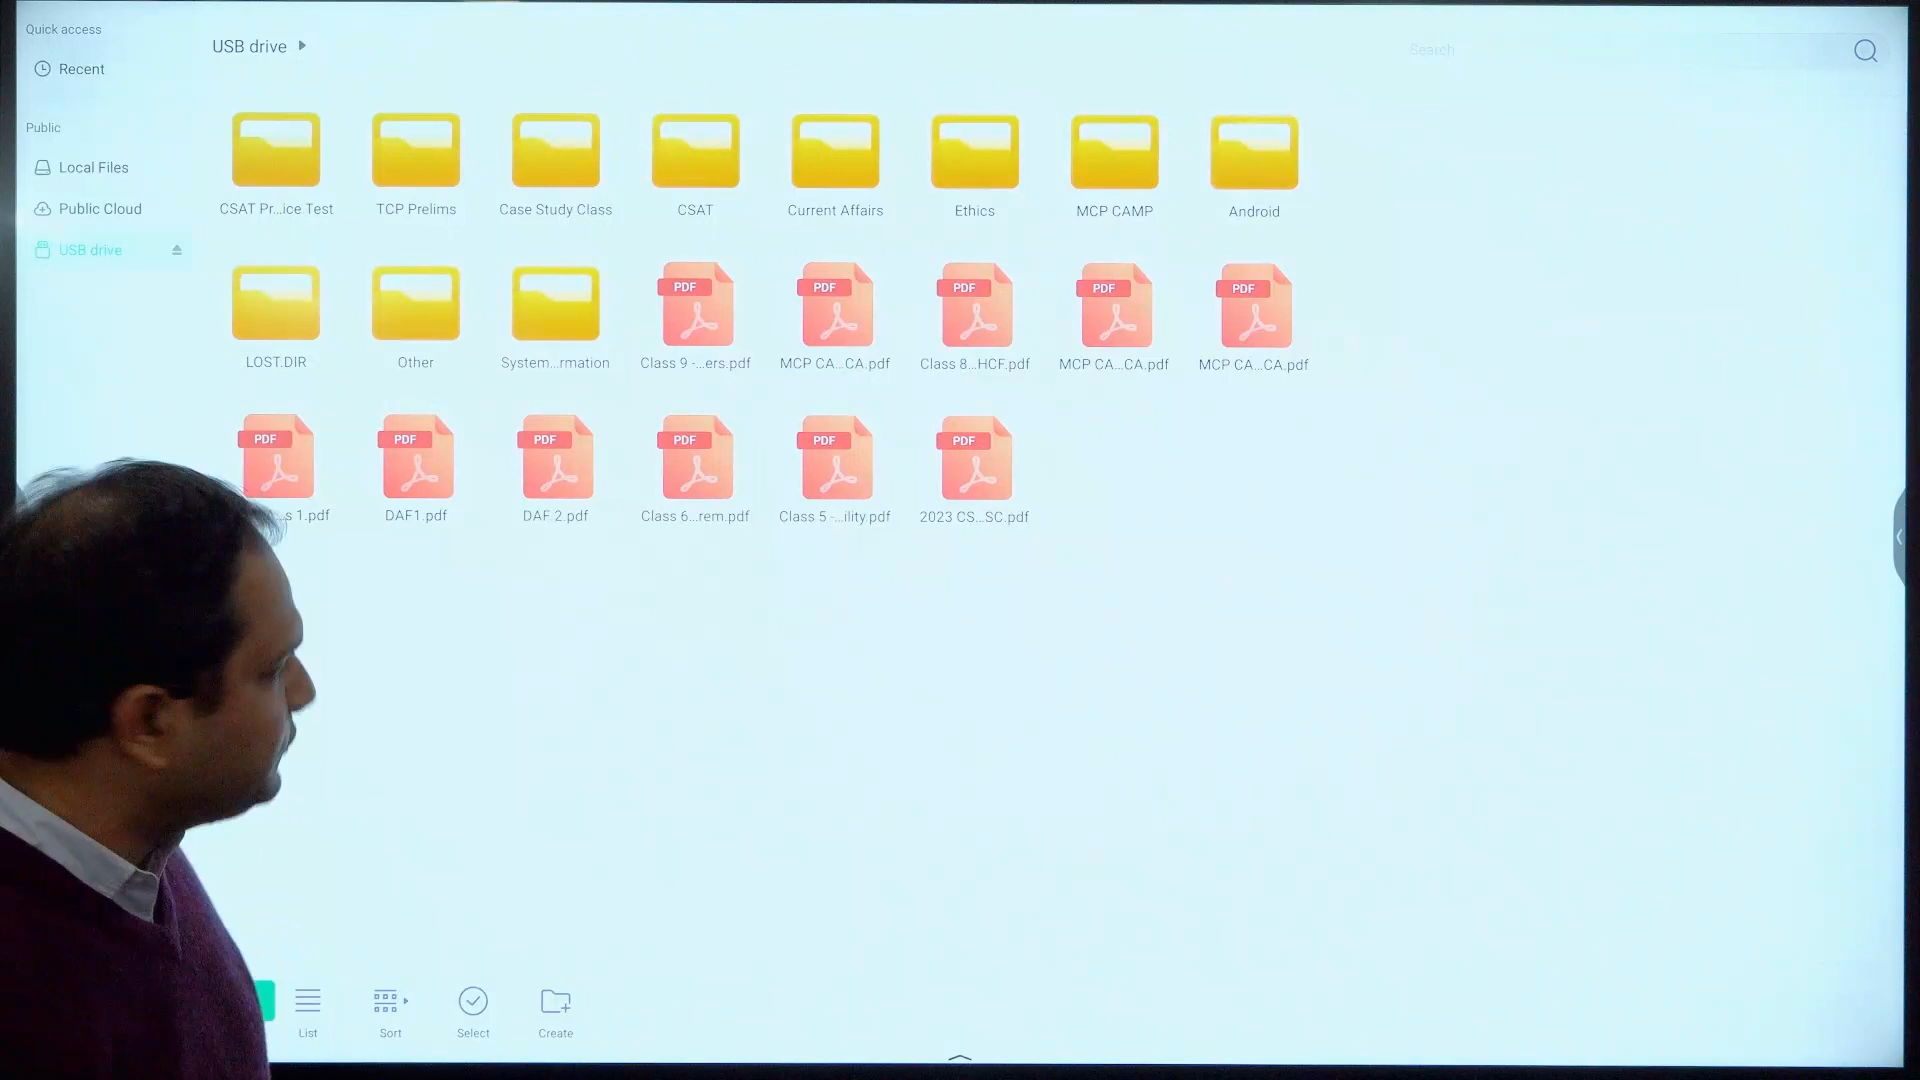 Quick access
USB drive
Search
Recent
Public
Local Files
Public Cloud
USB drive
CSAT Pr...ice Test
TCP Prelims
Case Study Class
CSAT
Current Affairs
Ethics
MCP CAMP
Android
LOST.DIR
Other
System...rmation
PDF
Class 9 -...ers.pdf
PDF
MCP CA...CA.pdf
PDF
Class 8...HCF.pdf
PDF
MCP CA...CA.pdf
PDF
MCP CA...CA.pdf
PDF
...s 1.pdf
PDF
DAF1.pdf
PDF
DAF 2.pdf
PDF
Class 6...rem.pdf
PDF
Class 5 -...ility.pdf
PDF
2023 CS...SC.pdf
List
Sort
Select
Create